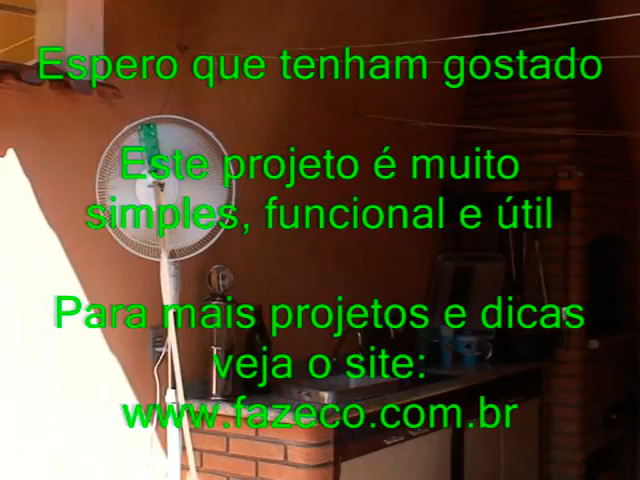 Espero que tenham gostado
Este projeto é muito
simples, funcional e útil
Para mais projetos e dicas
veja o site:
www.fazeco.com.br